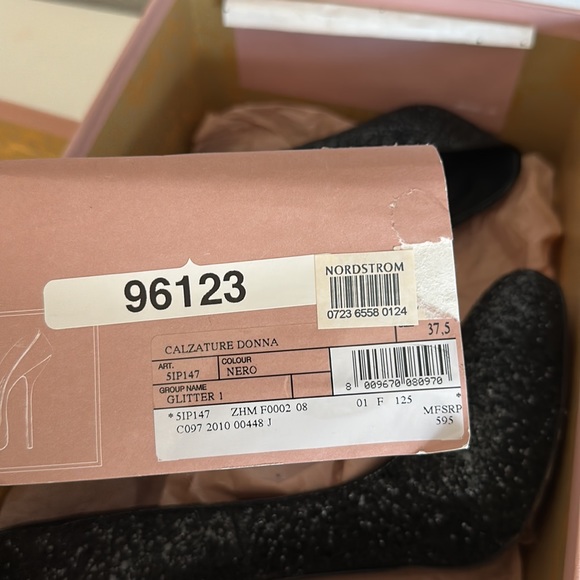 96123
NORDSTROM
0723 6558 0124
37,5
CALZATURE DONNA
ART.
5IP147
COLOUR
NERO
GROUP NAME
GLITTER 1
8 009670 080970
*5IP147 ZHM F0002 08 01 F 125 *
C097 2010 00448 J
MFSRP
595